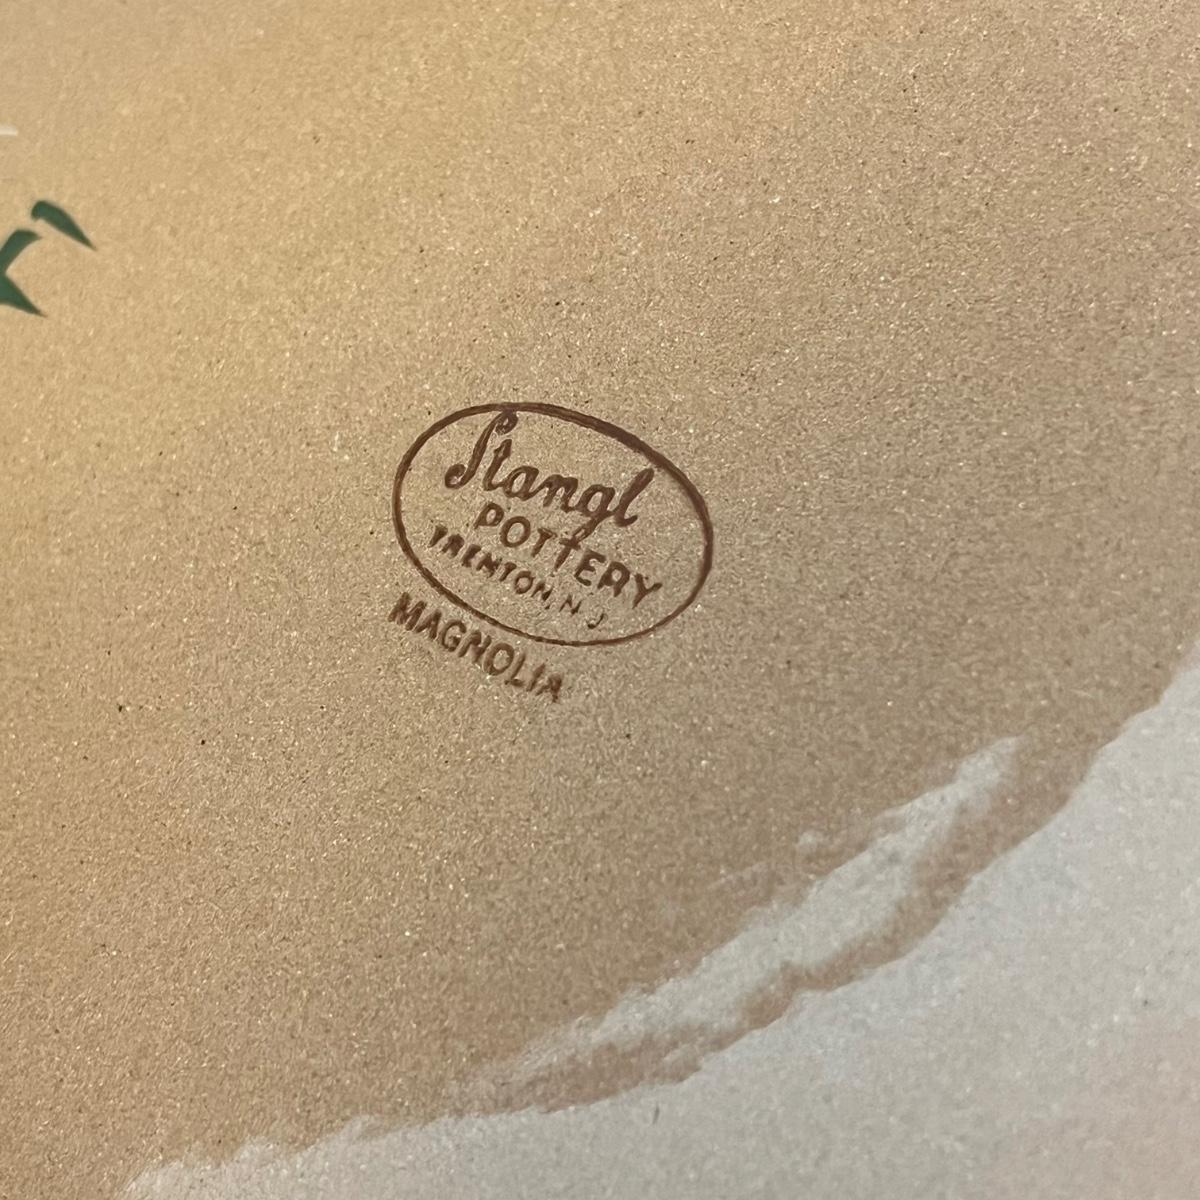 Stangl
POTTERY
TRENTON, N J
MAGNOLIA